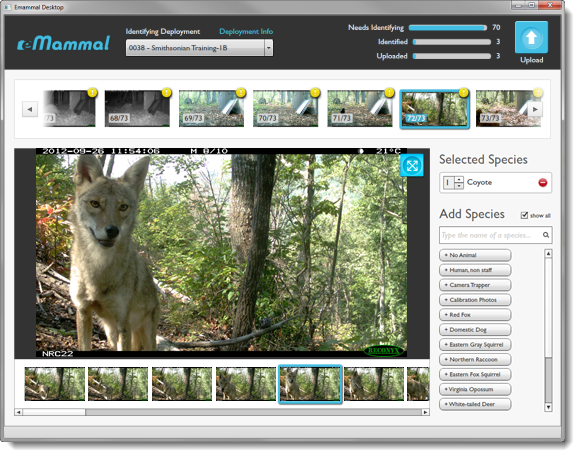 Emammal Desktop
eMammal
Identifying Deployment Deployment Info
0038 - Smithsonian Training-1B
Needs Identifying 70
Identified 3
Uploaded 3
Upload
73
68/73
69/73
70/73
71/73
72/73
73/73
2012-09-26 11:54:06 M 8/10 21°C
NRC22
RECONYX
Selected Species
1 Coyote
Add Species show all
Type the name of a species...
+ No Animal
+ Human, non staff
+ Camera Trapper
+ Calibration Photos
+ Red Fox
+ Domestic Dog
+ Eastern Gray Squirrel
+ Northern Raccoon
+ Eastern Fox Squirrel
+ Virginia Opossum
+ White-tailed Deer